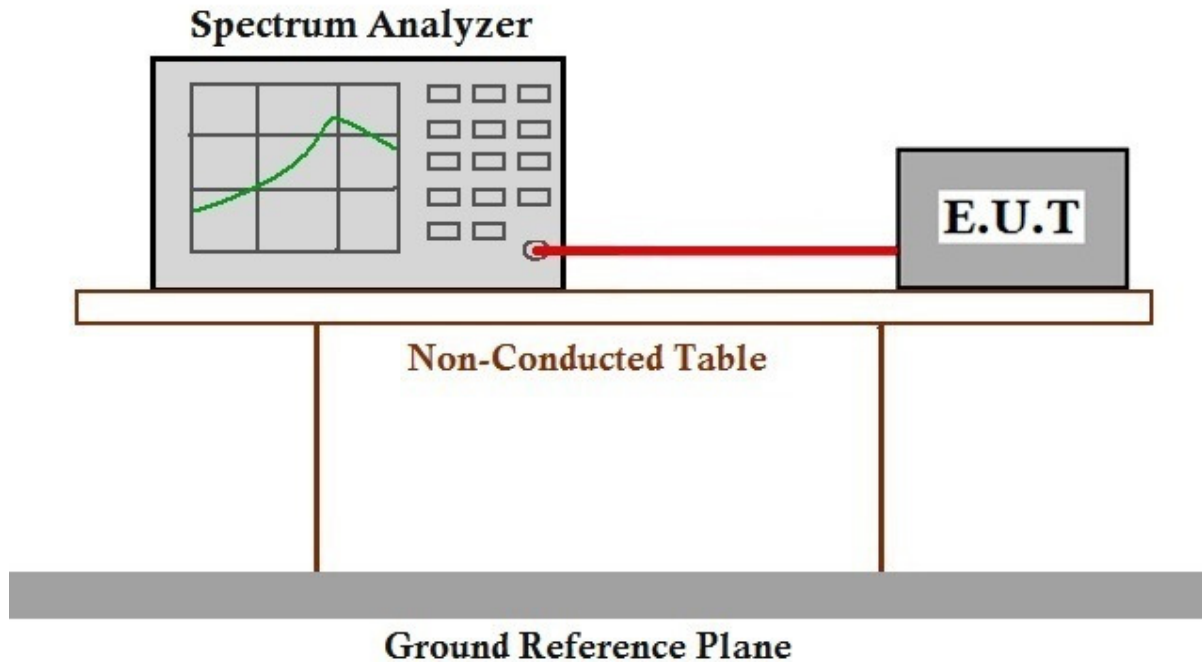 Spectrum Analyzer
E.U.T
Non-Conducted Table
Ground Reference Plane